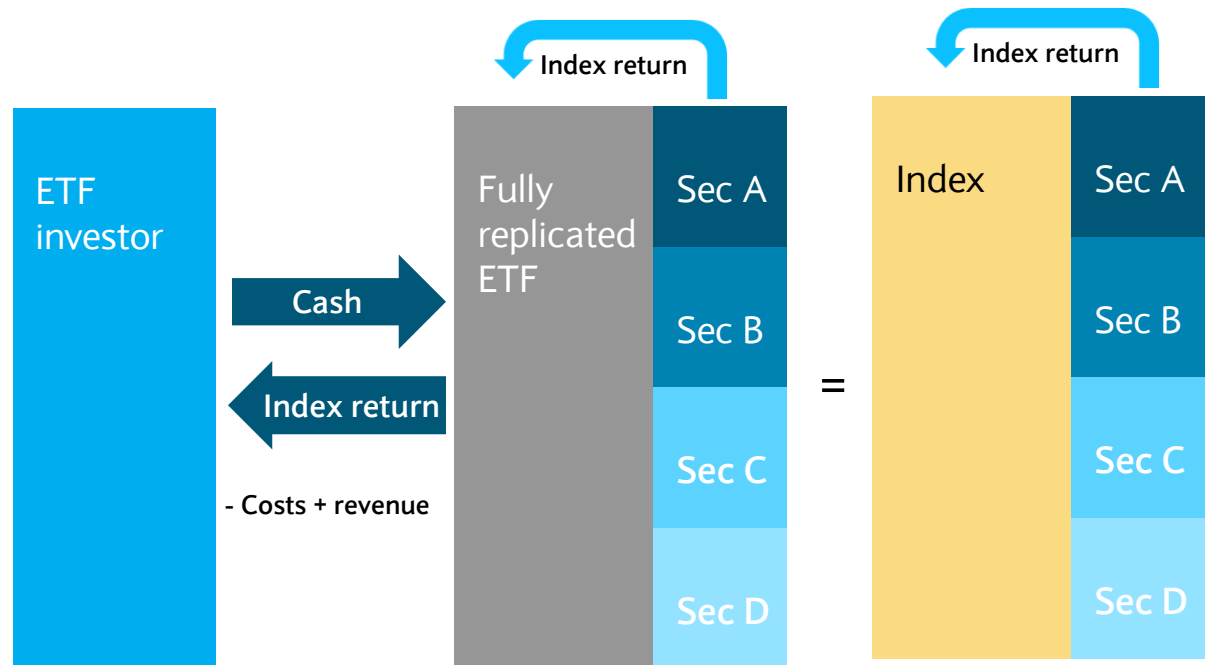 Index return
Index return
ETF
investor
Cash
Index return
- Costs + revenue
Fully
replicated
ETF
Sec A
Sec B
Sec C
Sec D
=
Index
Sec A
Sec B
Sec C
Sec D